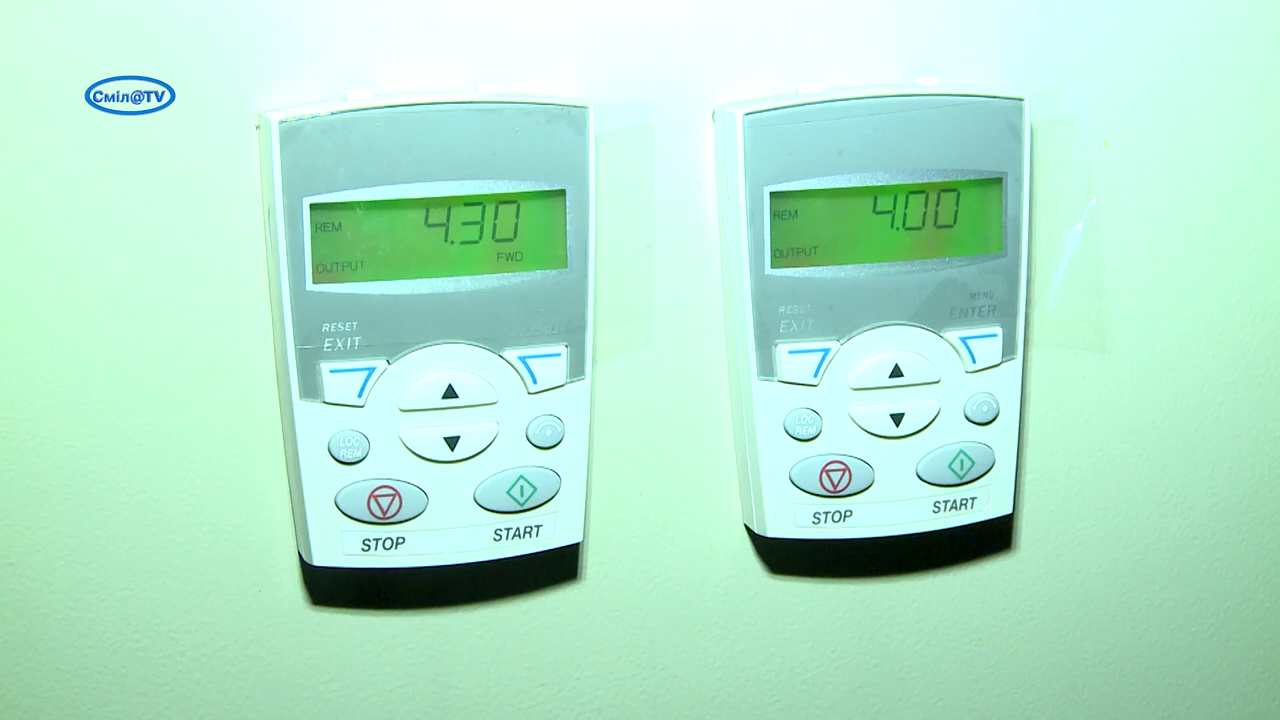 Сміл@TV
REM
4.30
OUTPUT
FWD
RESET
EXIT
LOC
REM
STOP
START
REM
4.00
OUTPUT
RESET
EXIT
MENU
ENTER
LOC
REM
STOP
START